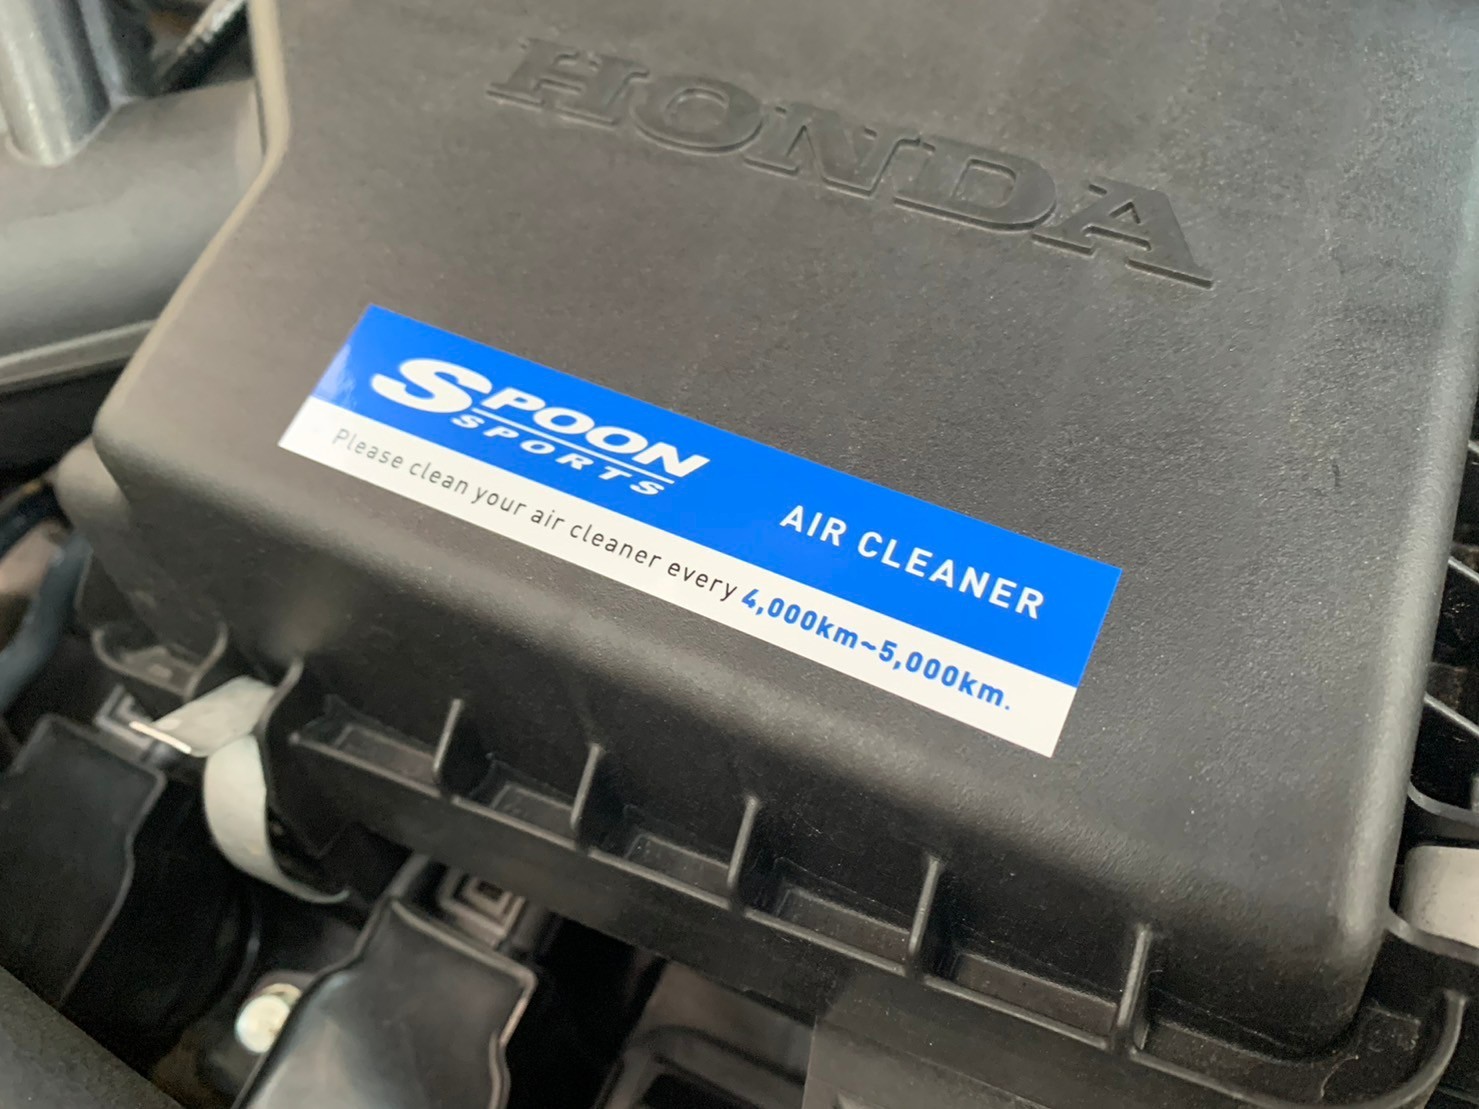 HONDA
SPOON
SPORTS
AIR CLEANER
Please clean your air cleaner every 4,000km~5,000km.